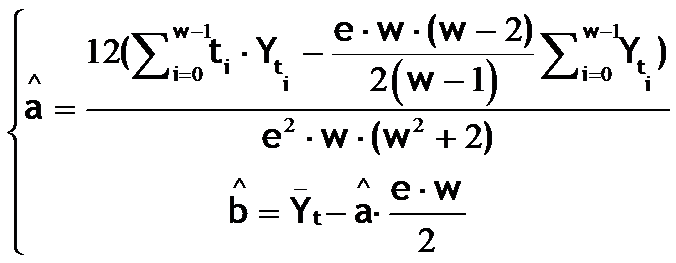 â = 12(∑_{i=0}^{w-1} t_i · Y_{t_i} − e · w · (w − 2) / 2(w − 1) ∑_{i=0}^{w-1} Y_{t_i}) / e² · w · (w² + 2)
b̂ = Ȳ_t − â · e · w / 2